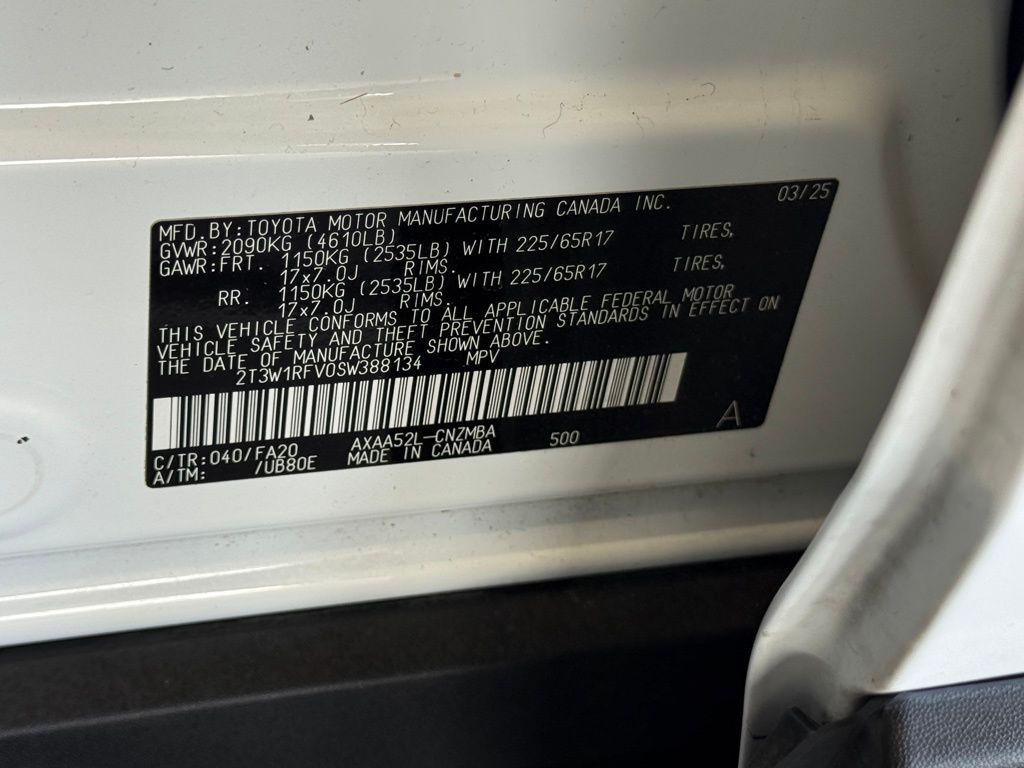 03/25
MFD. BY: TOYOTA MOTOR MANUFACTURING CANADA INC.
GVWR: 2090KG (4610LB)
GAWR: FRT. 1150KG (2535LB) WITH 225/65R17 TIRES,
17x7.0J RIMS.
RR. 1150KG (2535LB) WITH 225/65R17 TIRES,
17x7.0J RIMS.
THIS VEHICLE CONFORMS TO ALL APPLICABLE FEDERAL MOTOR
VEHICLE SAFETY AND THEFT PREVENTION STANDARDS IN EFFECT ON
THE DATE OF MANUFACTURE SHOWN ABOVE.
2T3W1RFV0SW388134 MPV
A
C/TR: 040/FA20 AXAA52L-CNZMBA 500
A/TM: /UB80E MADE IN CANADA